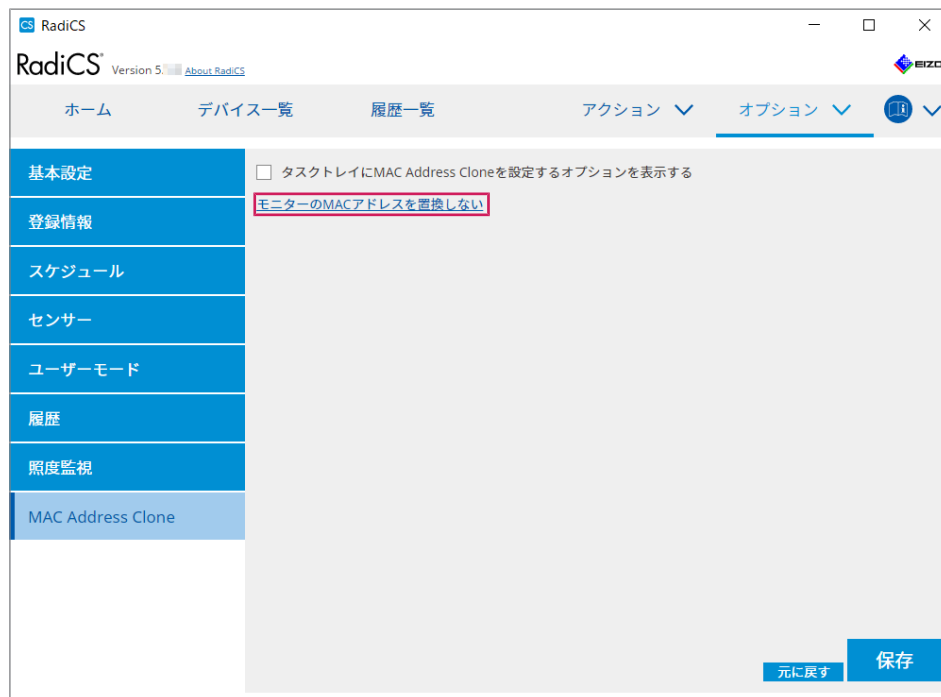 CS RadiCS
RadiCS® Version 5. About RadiCS
EIZO
ホーム デバイス一覧 履歴一覧 アクション オプション
基本設定
登録情報
スケジュール
センサー
ユーザーモード
履歴
照度監視
MAC Address Clone
タスクトレイにMAC Address Cloneを設定するオプションを表示する
モニターのMACアドレスを置換しない
元に戻す
保存